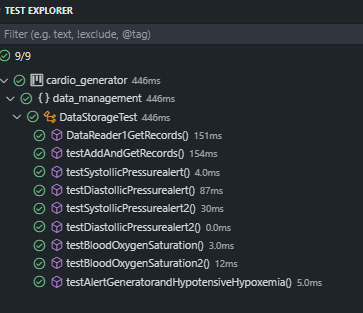 TEST EXPLORER
Filter (e.g. text, !exclude, @tag)
9/9
cardio_generator 446ms
{ } data_management 446ms
DataStorageTest 446ms
DataReader1GetRecords() 151ms
testAddAndGetRecords() 154ms
testSystollicPressurealert() 4.0ms
testDiastollicPressurealert() 87ms
testSystollicPressurealert2() 30ms
testDiastollicPressurealert2() 0.0ms
testBloodOxygenSaturation() 3.0ms
testBloodOxygenSaturation2() 12ms
testAlertGeneratorandHypotensiveHypoxemia() 5.0ms